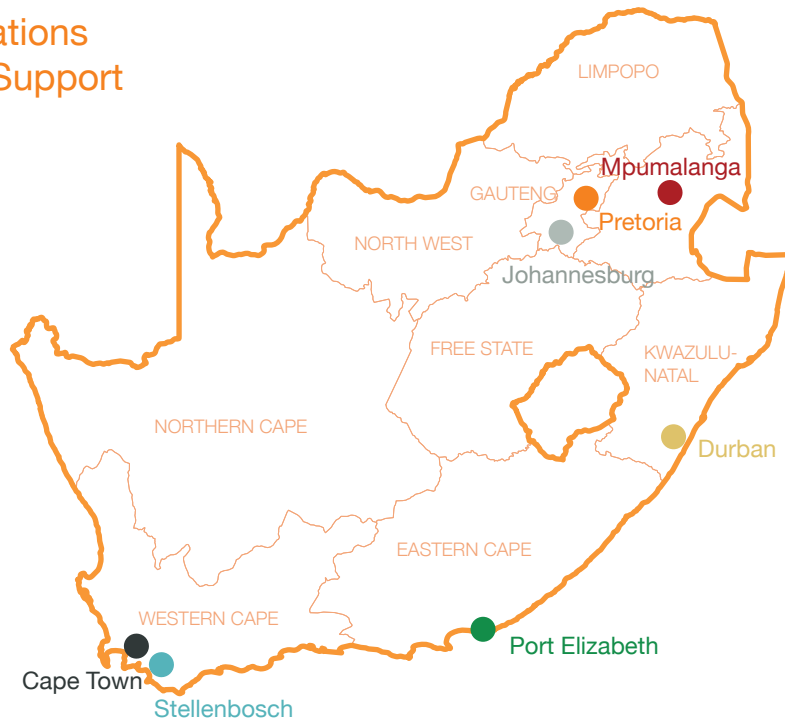 Support
LIMPOPO
Mpumalanga
GAUTENG
Pretoria
NORTH WEST
Johannesburg
FREE STATE
KWAZULU-
NATAL
NORTHERN CAPE
Durban
EASTERN CAPE
WESTERN CAPE
Port Elizabeth
Cape Town
Stellenbosch